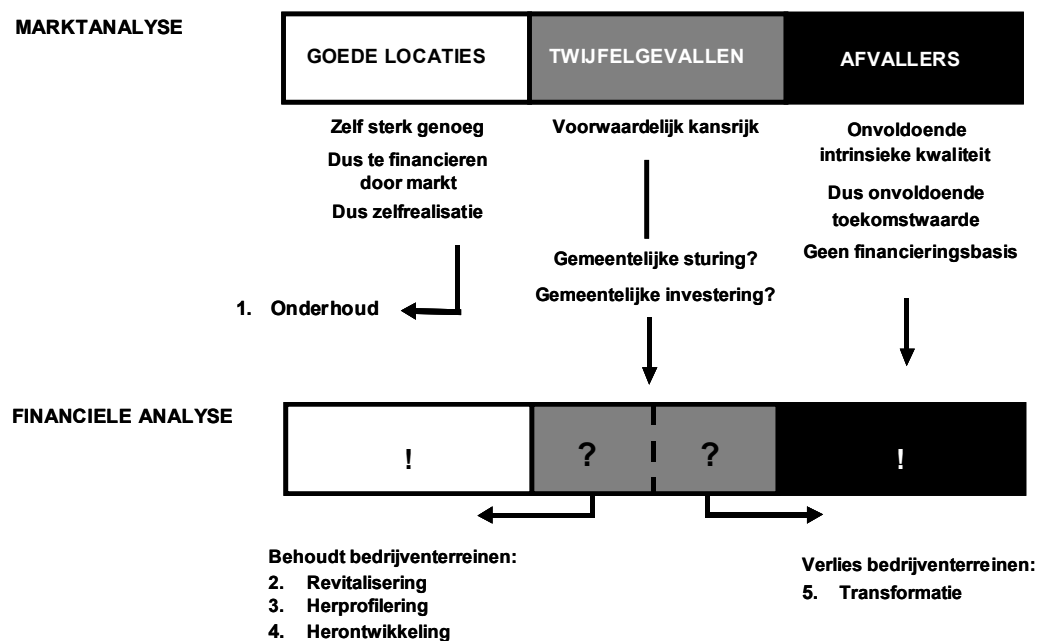 MARKTANALYSE
GOEDE LOCATIES
TWIJFELGEVALLEN
AFVALLERS
Zelf sterk genoeg
Dus te financieren
door markt
Dus zelfrealisatie
Voorwaardelijk kansrijk
Onvoldoende
intrinsieke kwaliteit
Dus onvoldoende
toekomstwaarde
Geen financieringsbasis
Gemeentelijke sturing?
Gemeentelijke investering?
1. Onderhoud
FINANCIELE ANALYSE
!
?
?
!
Behoudt bedrijventerreinen:
2. Revitalisering
3. Herprofilering
4. Herontwikkeling
Verlies bedrijventerreinen:
5. Transformatie